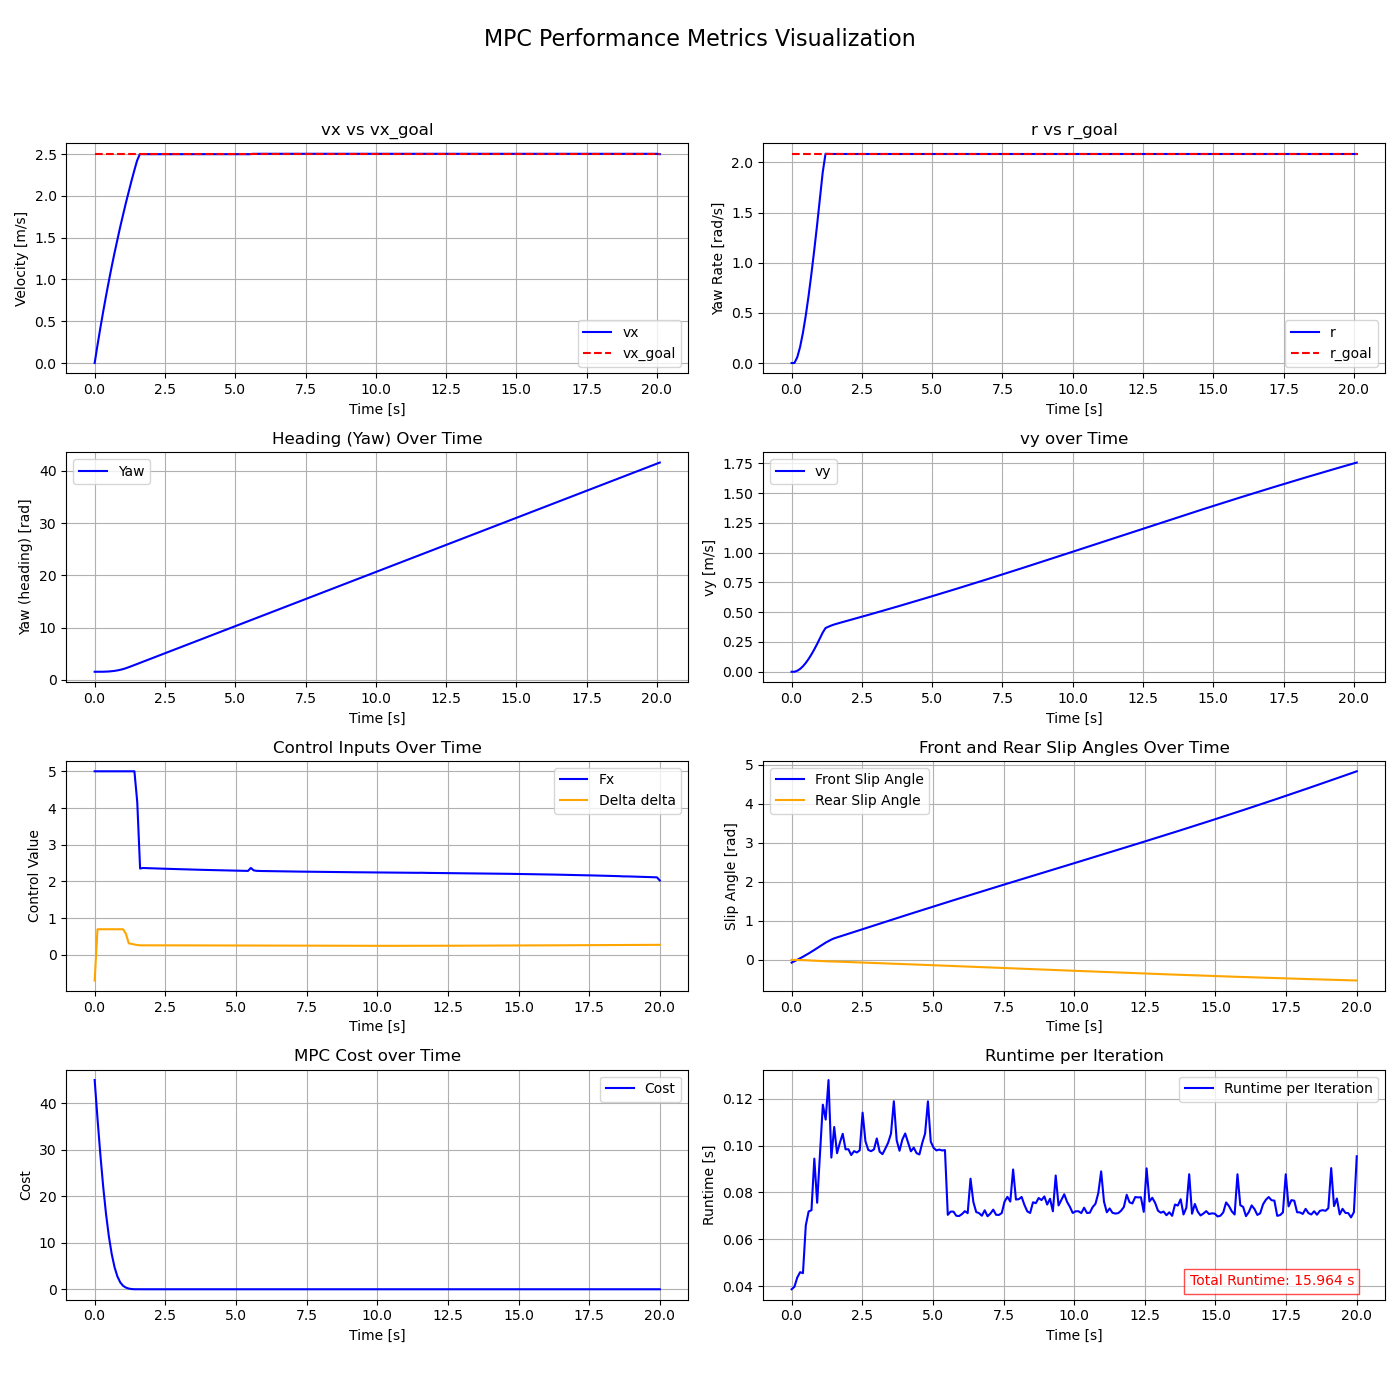 MPC Performance Metrics Visualization
vx vs vx_goal
Velocity [m/s]
2.5
2.0
1.5
1.0
0.5
0.0
vx
vx_goal
0.0 2.5 5.0 7.5 10.0 12.5 15.0 17.5 20.0
Time [s]
r vs r_goal
Yaw Rate [rad/s]
2.0
1.5
1.0
0.5
0.0
r
r_goal
0.0 2.5 5.0 7.5 10.0 12.5 15.0 17.5 20.0
Time [s]
Heading (Yaw) Over Time
Yaw (heading) [rad]
40
30
20
10
0
Yaw
0.0 2.5 5.0 7.5 10.0 12.5 15.0 17.5 20.0
Time [s]
vy over Time
vy [m/s]
1.75
1.50
1.25
1.00
0.75
0.50
0.25
0.00
vy
0.0 2.5 5.0 7.5 10.0 12.5 15.0 17.5 20.0
Time [s]
Control Inputs Over Time
Control Value
5
4
3
2
1
0
Fx
Delta delta
0.0 2.5 5.0 7.5 10.0 12.5 15.0 17.5 20.0
Time [s]
Front and Rear Slip Angles Over Time
Slip Angle [rad]
5
4
3
2
1
0
Front Slip Angle
Rear Slip Angle
0.0 2.5 5.0 7.5 10.0 12.5 15.0 17.5 20.0
Time [s]
MPC Cost over Time
Cost
40
30
20
10
0
Cost
0.0 2.5 5.0 7.5 10.0 12.5 15.0 17.5 20.0
Time [s]
Runtime per Iteration
Runtime [s]
0.12
0.10
0.08
0.06
0.04
Runtime per Iteration
Total Runtime: 15.964 s
0.0 2.5 5.0 7.5 10.0 12.5 15.0 17.5 20.0
Time [s]